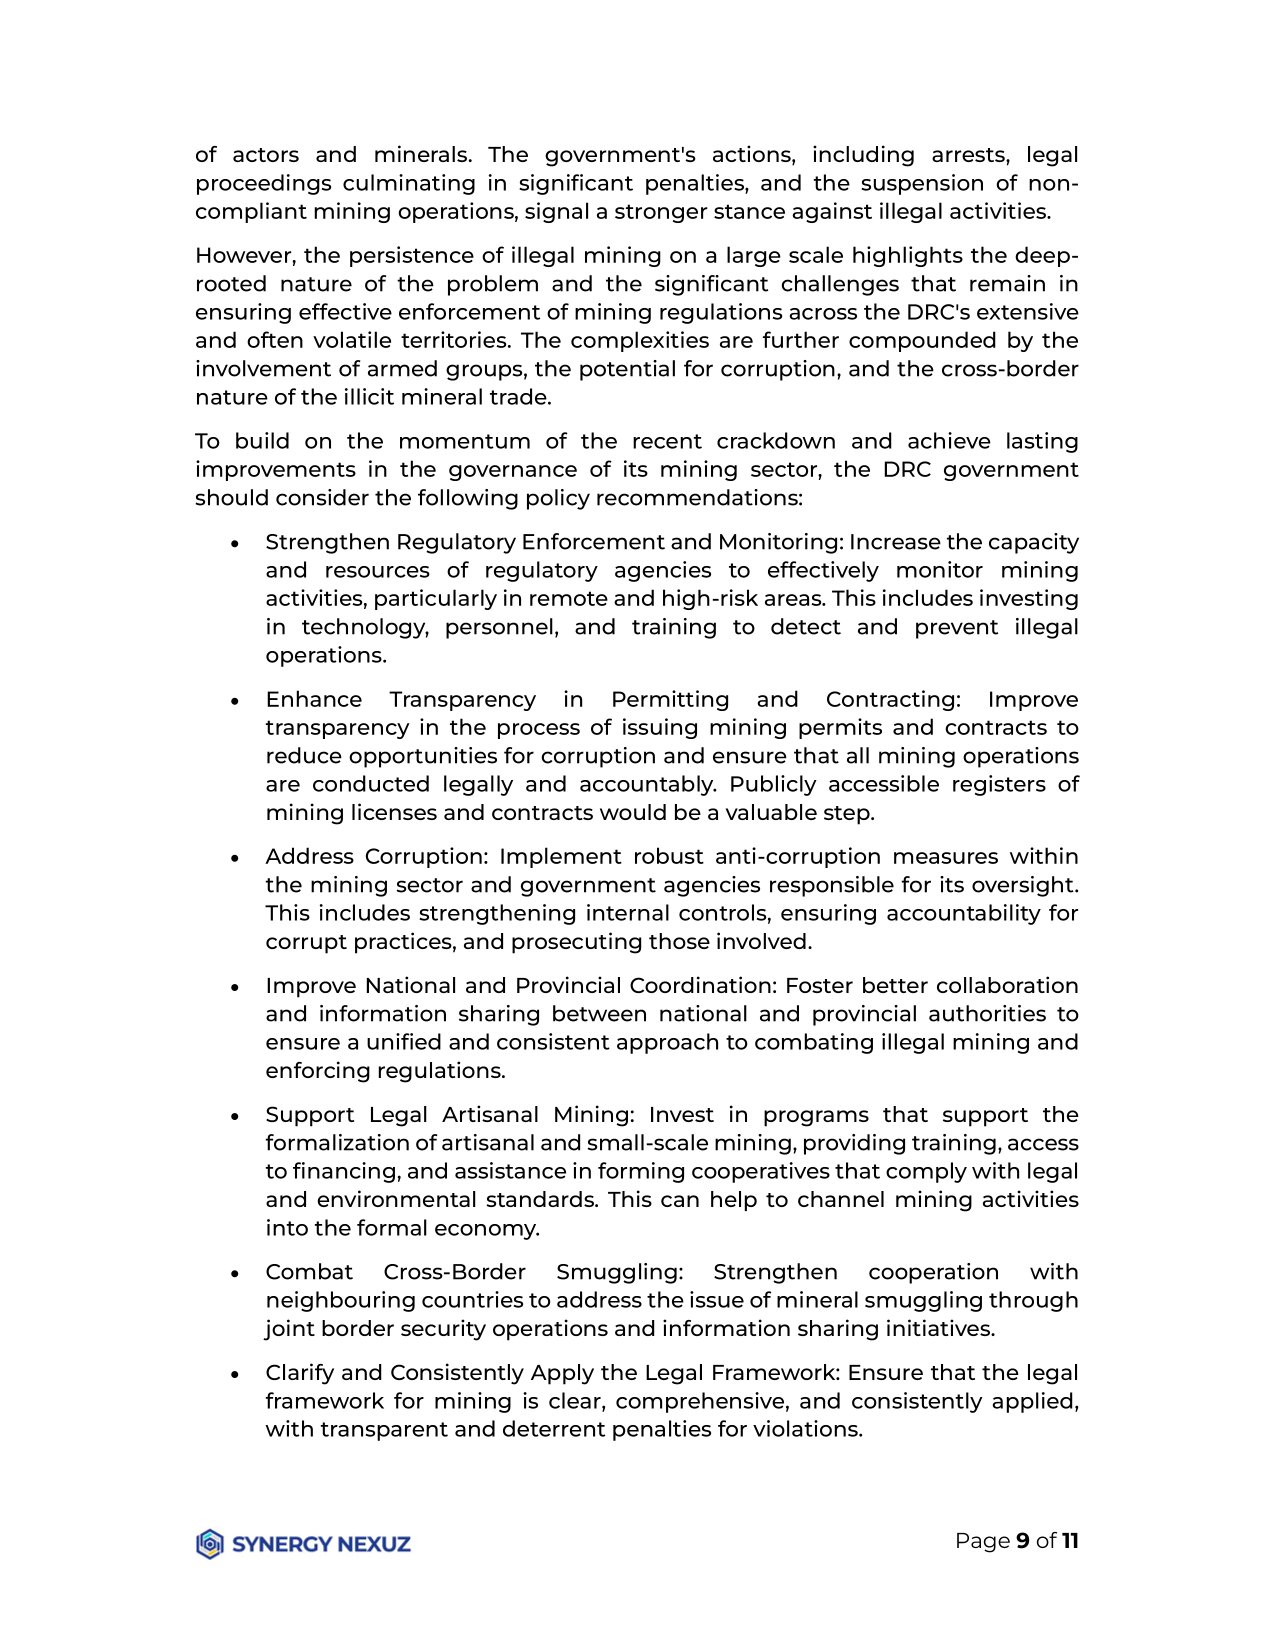 of actors and minerals. The government's actions, including arrests, legal
proceedings culminating in significant penalties, and the suspension of non-
compliant mining operations, signal a stronger stance against illegal activities.
However, the persistence of illegal mining on a large scale highlights the deep-
rooted nature of the problem and the significant challenges that remain in
ensuring effective enforcement of mining regulations across the DRC's extensive
and often volatile territories. The complexities are further compounded by the
involvement of armed groups, the potential for corruption, and the cross-border
nature of the illicit mineral trade.
To build on the momentum of the recent crackdown and achieve lasting
improvements in the governance of its mining sector, the DRC government
should consider the following policy recommendations:
• Strengthen Regulatory Enforcement and Monitoring: Increase the capacity
and resources of regulatory agencies to effectively monitor mining
activities, particularly in remote and high-risk areas. This includes investing
in technology, personnel, and training to detect and prevent illegal
operations.
• Enhance Transparency in Permitting and Contracting: Improve
transparency in the process of issuing mining permits and contracts to
reduce opportunities for corruption and ensure that all mining operations
are conducted legally and accountably. Publicly accessible registers of
mining licenses and contracts would be a valuable step.
• Address Corruption: Implement robust anti-corruption measures within
the mining sector and government agencies responsible for its oversight.
This includes strengthening internal controls, ensuring accountability for
corrupt practices, and prosecuting those involved.
• Improve National and Provincial Coordination: Foster better collaboration
and information sharing between national and provincial authorities to
ensure a unified and consistent approach to combating illegal mining and
enforcing regulations.
• Support Legal Artisanal Mining: Invest in programs that support the
formalization of artisanal and small-scale mining, providing training, access
to financing, and assistance in forming cooperatives that comply with legal
and environmental standards. This can help to channel mining activities
into the formal economy.
• Combat Cross-Border Smuggling: Strengthen cooperation with
neighbouring countries to address the issue of mineral smuggling through
joint border security operations and information sharing initiatives.
• Clarify and Consistently Apply the Legal Framework: Ensure that the legal
framework for mining is clear, comprehensive, and consistently applied,
with transparent and deterrent penalties for violations.
SYNERGY NEXUZ
Page 9 of 11